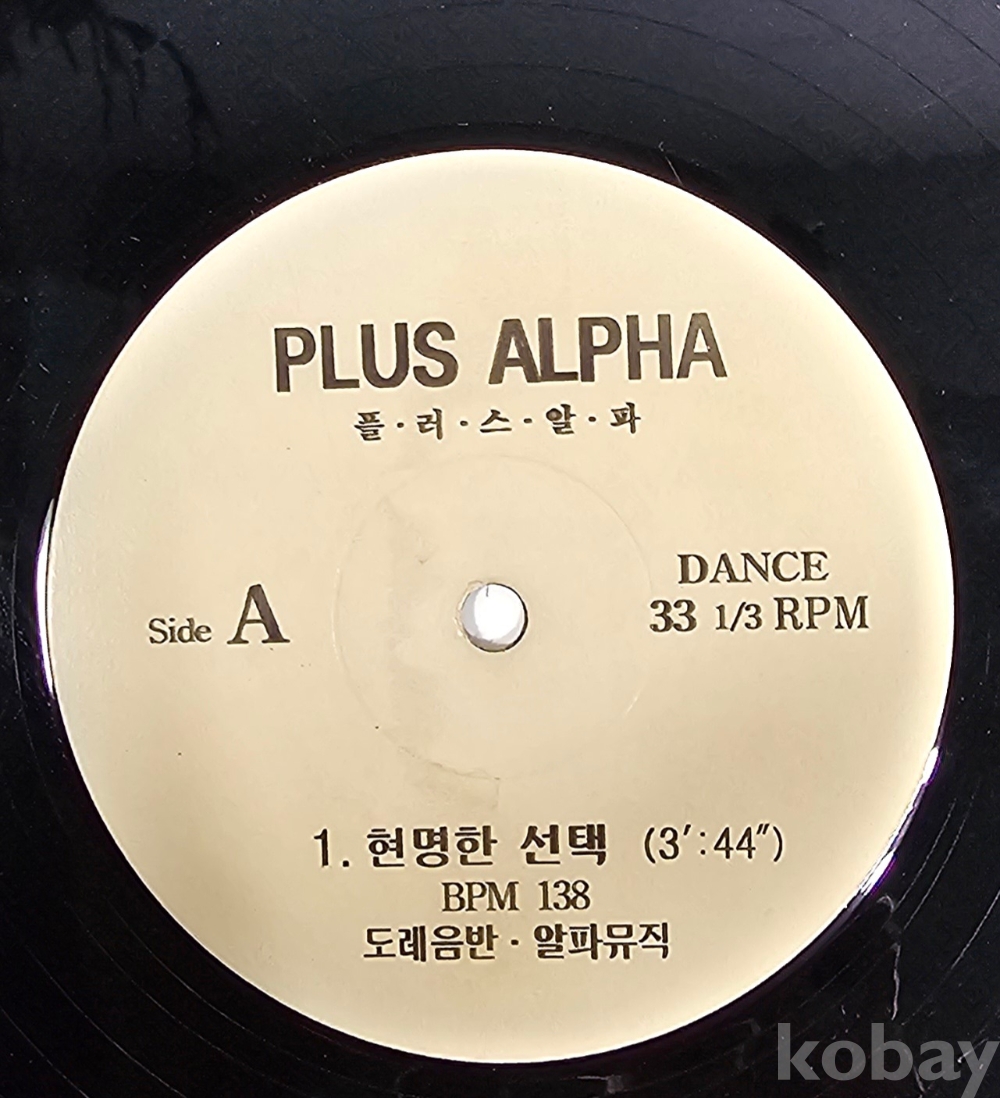 PLUS ALPHA
플·러·스·알·파
Side A
DANCE
33 1/3 RPM
1. 현명한 선택 (3′:44″)
BPM 138
도레음반·알파뮤직
kobay